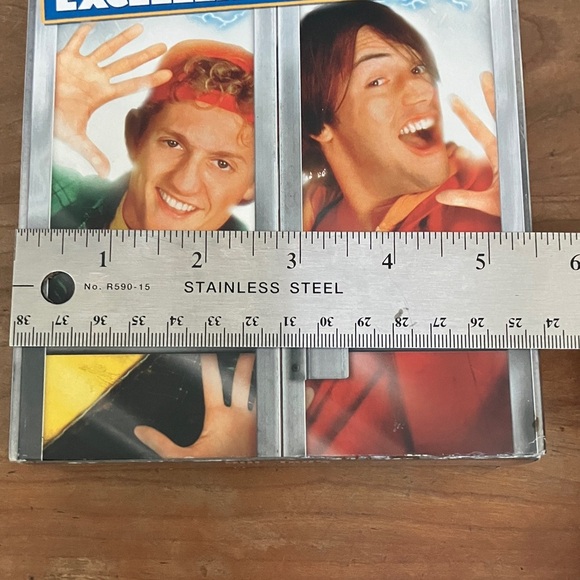 EXCELLE
1 2 3 4 5 6
No. R590-15 STAINLESS STEEL
38 37 36 35 34 33 32 31 30 29 28 27 26 25 24